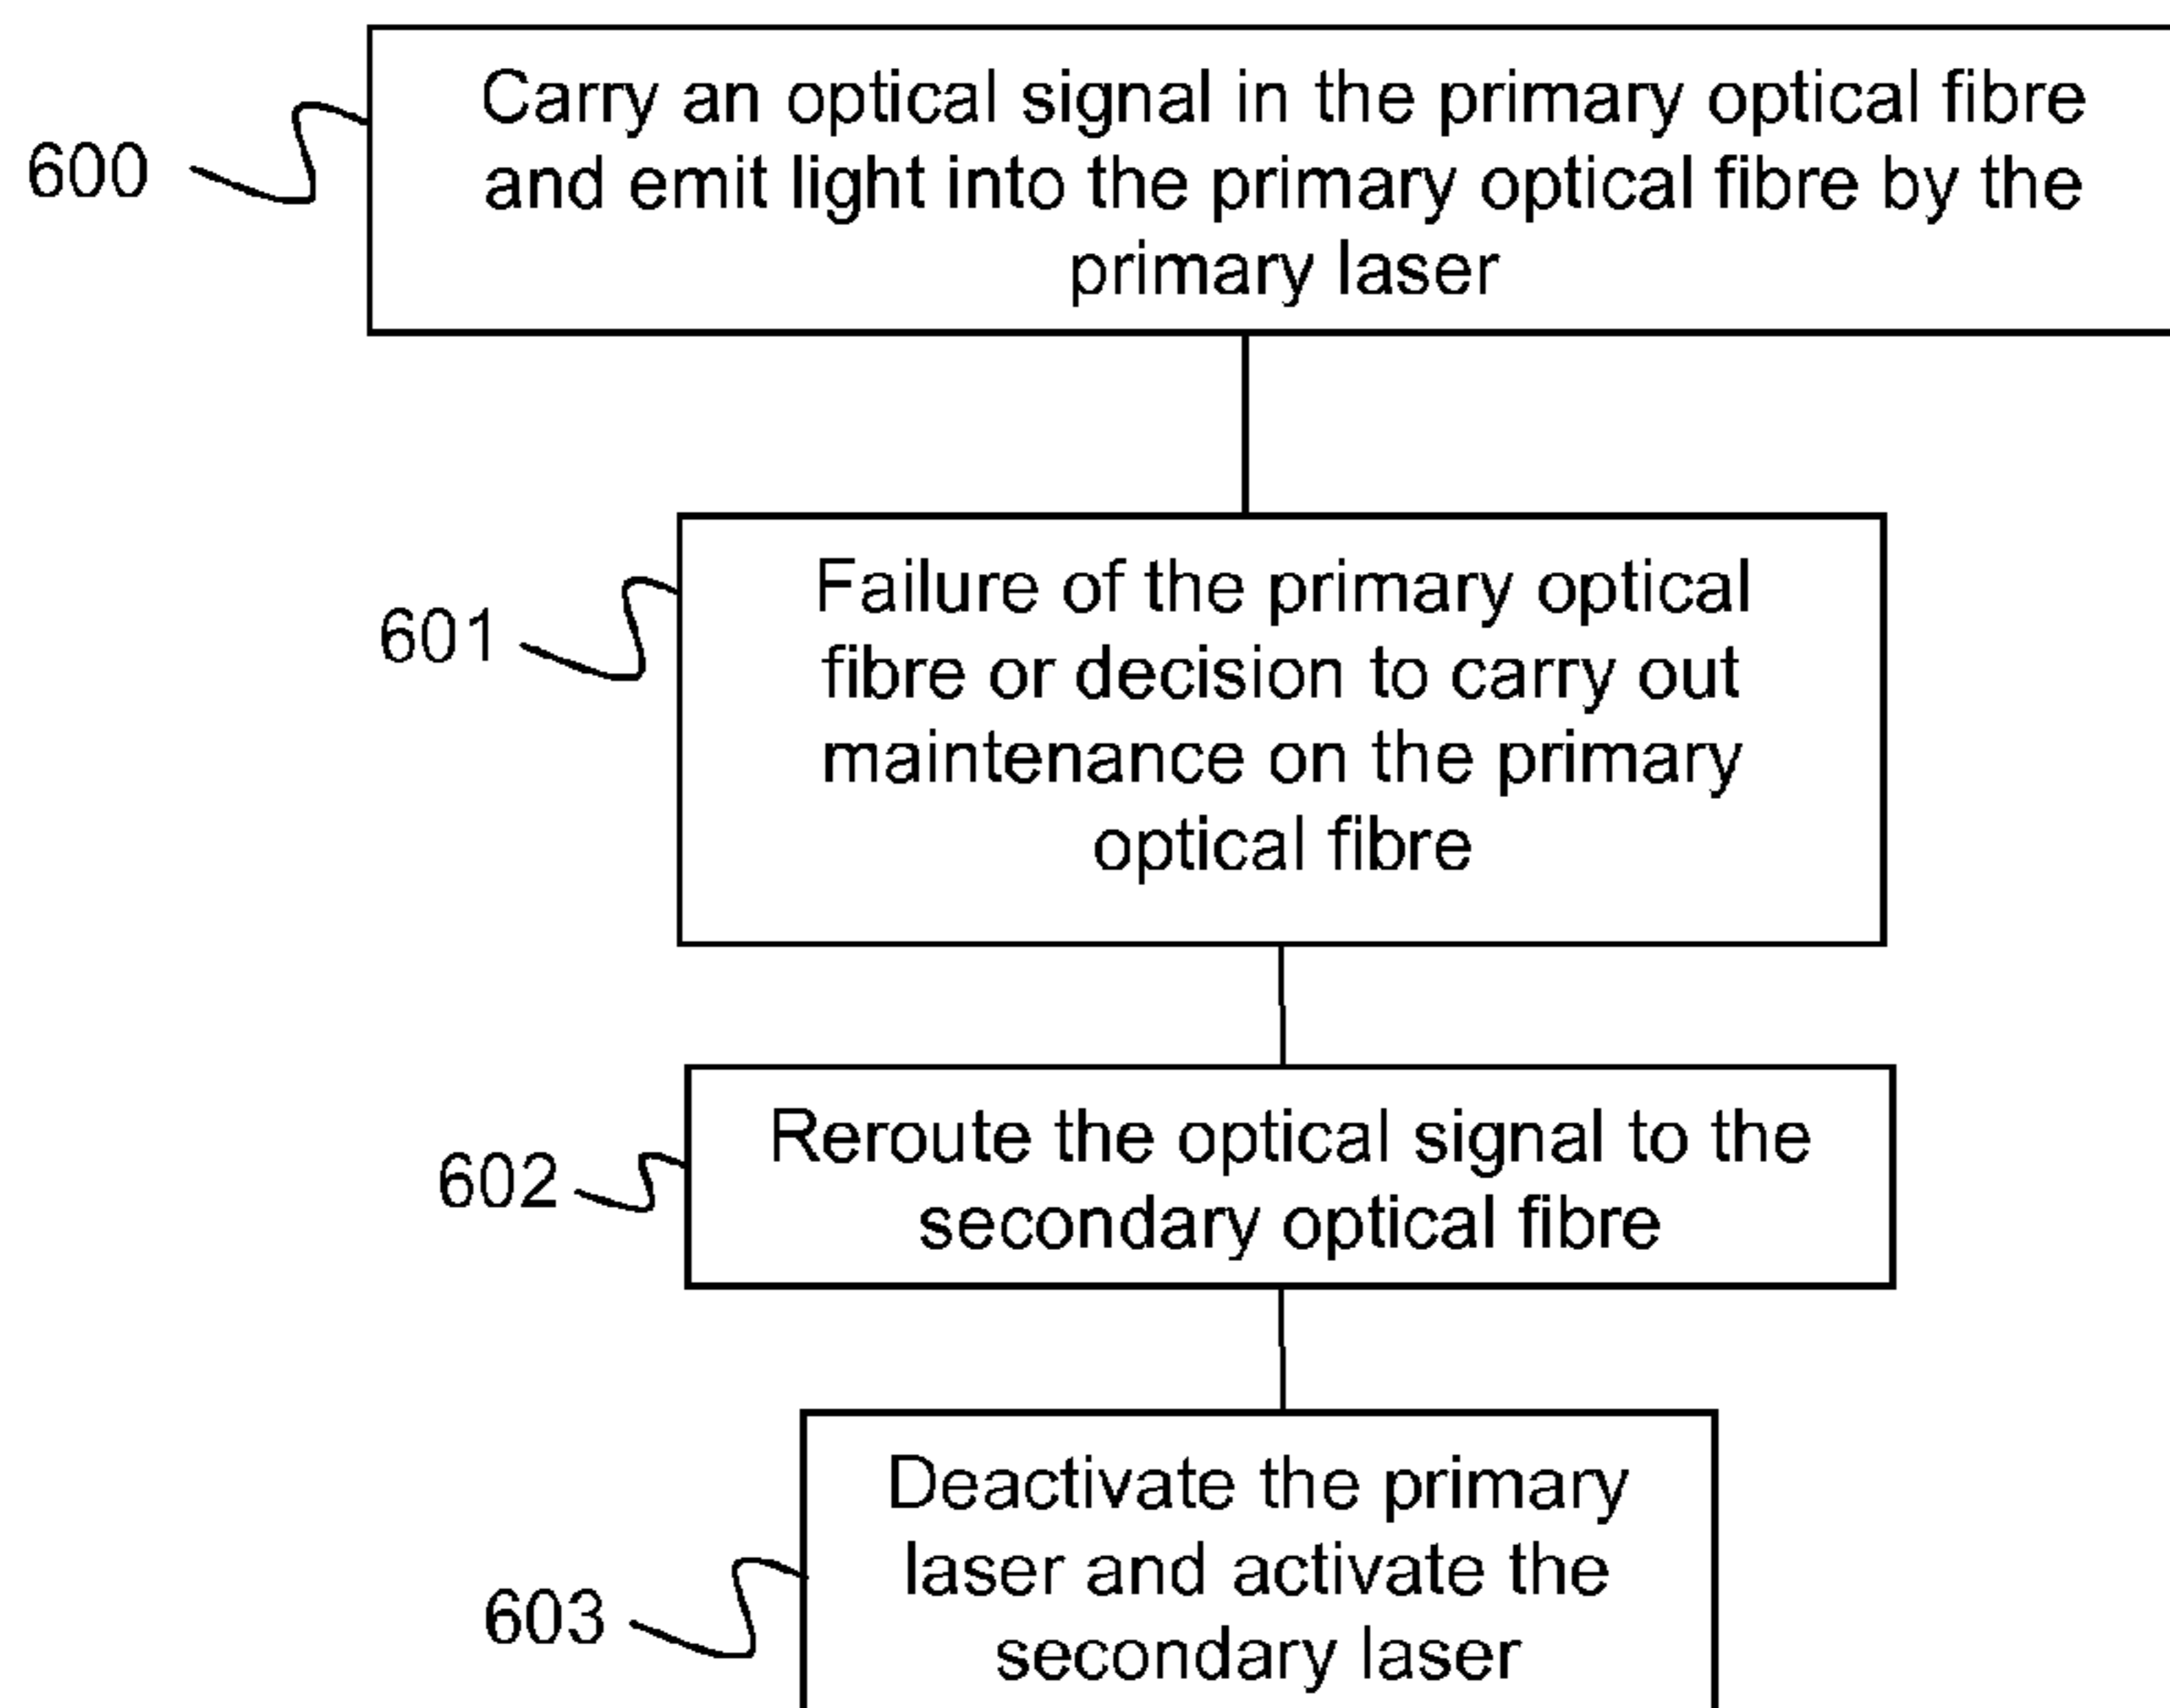 600
Carry an optical signal in the primary optical fibre
and emit light into the primary optical fibre by the
primary laser
601
Failure of the primary optical
fibre or decision to carry out
maintenance on the primary
optical fibre
602
Reroute the optical signal to the
secondary optical fibre
603
Deactivate the primary
laser and activate the
secondary laser